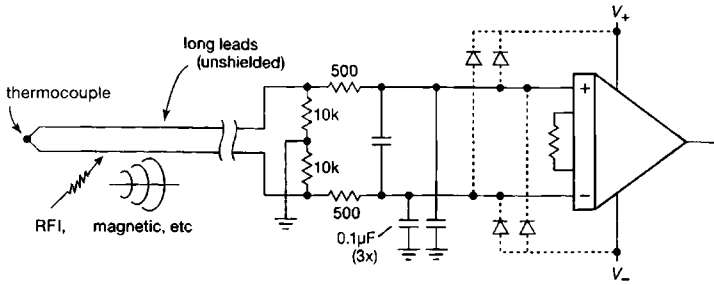 V+
long leads
(unshielded)
500
thermocouple
+
10k
10k
−
500
RFI,
magnetic, etc
0.1µF
(3x)
V−